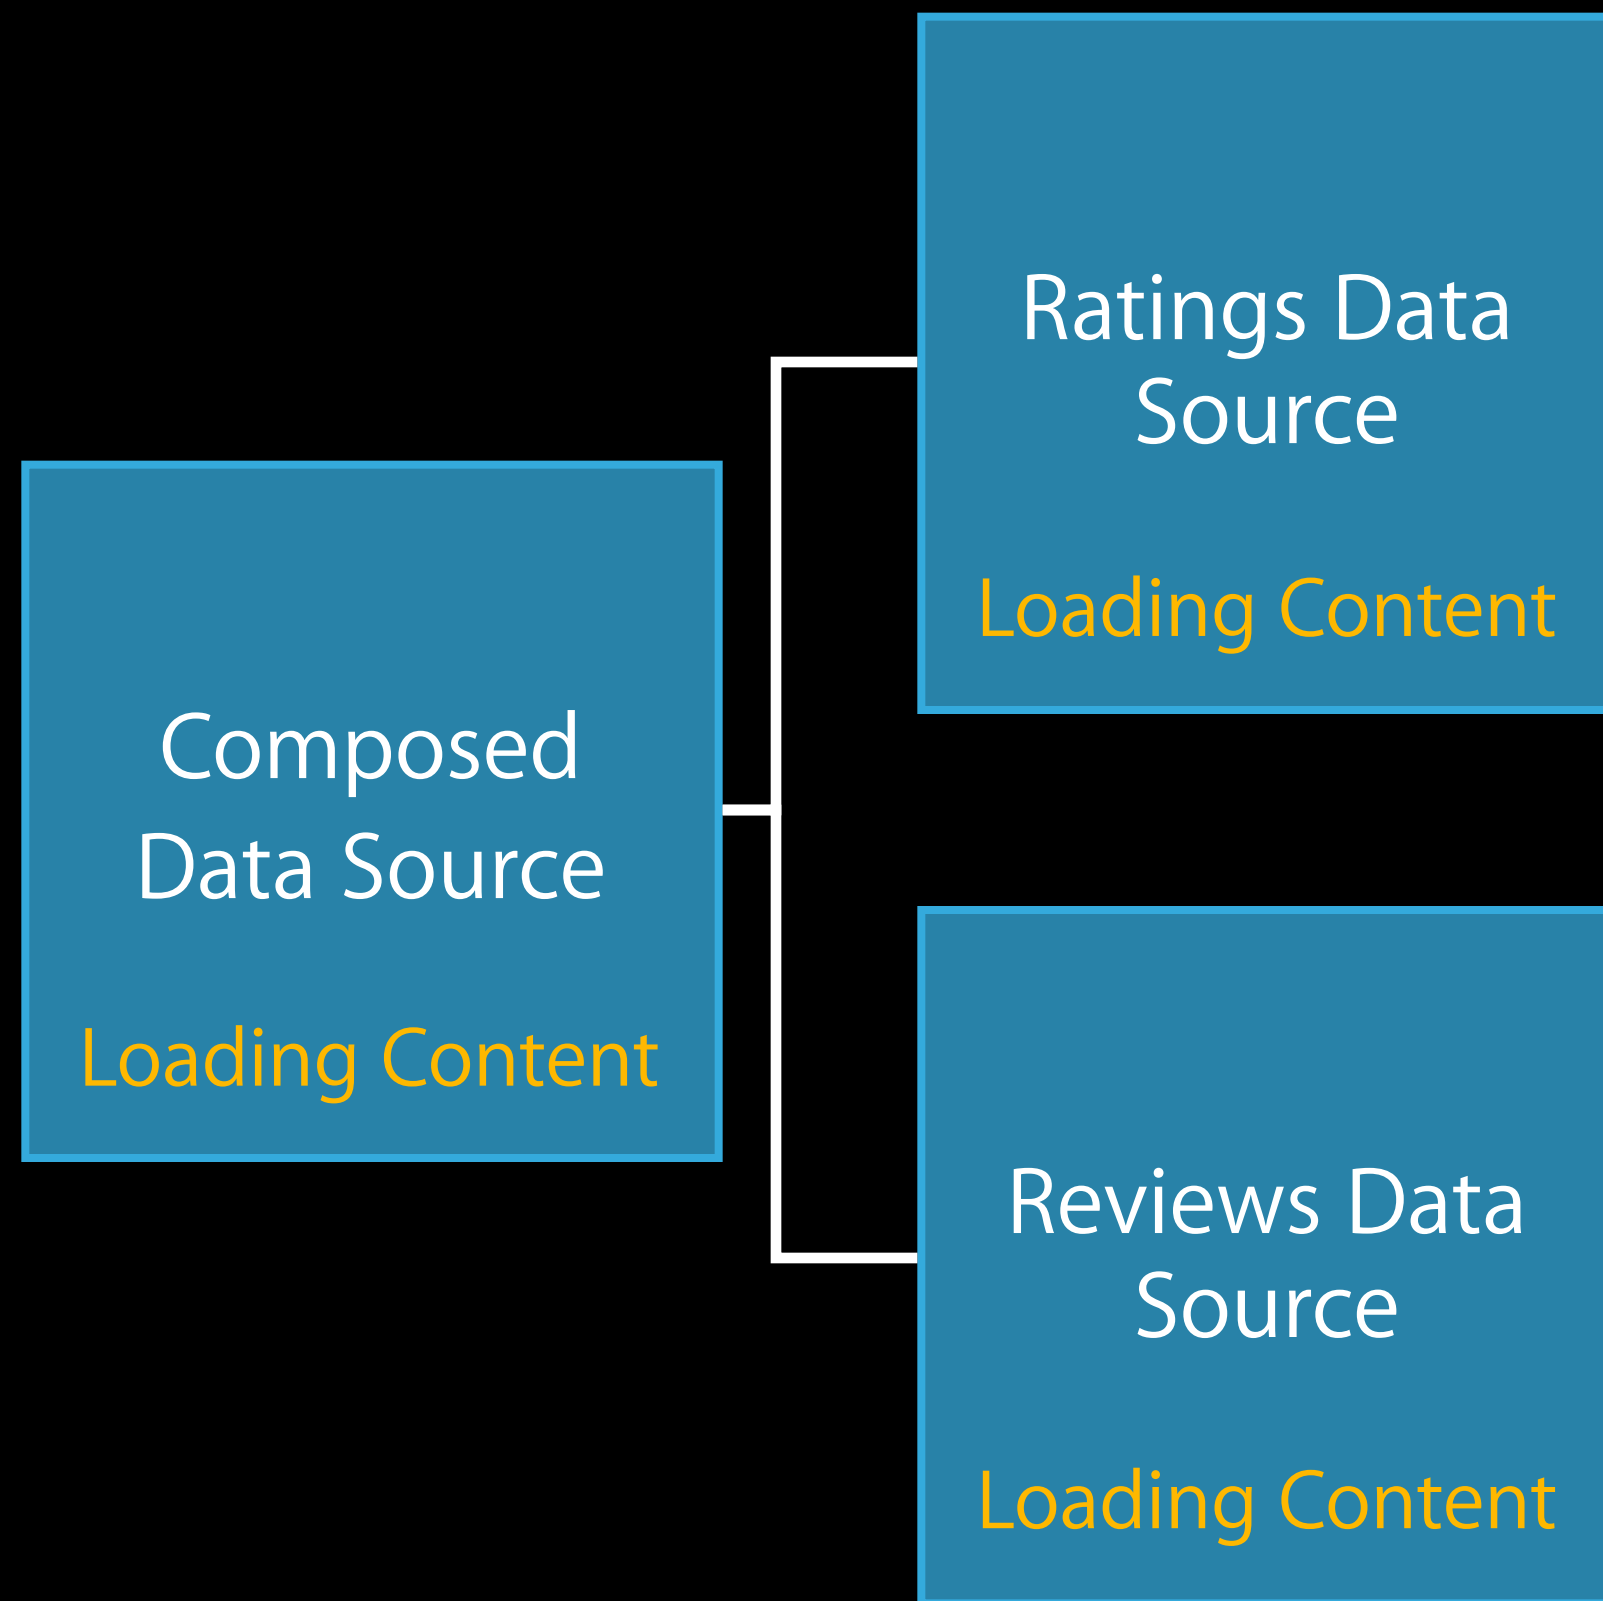 Composed
Data Source
Loading Content
Ratings Data
Source
Loading Content
Reviews Data
Source
Loading Content